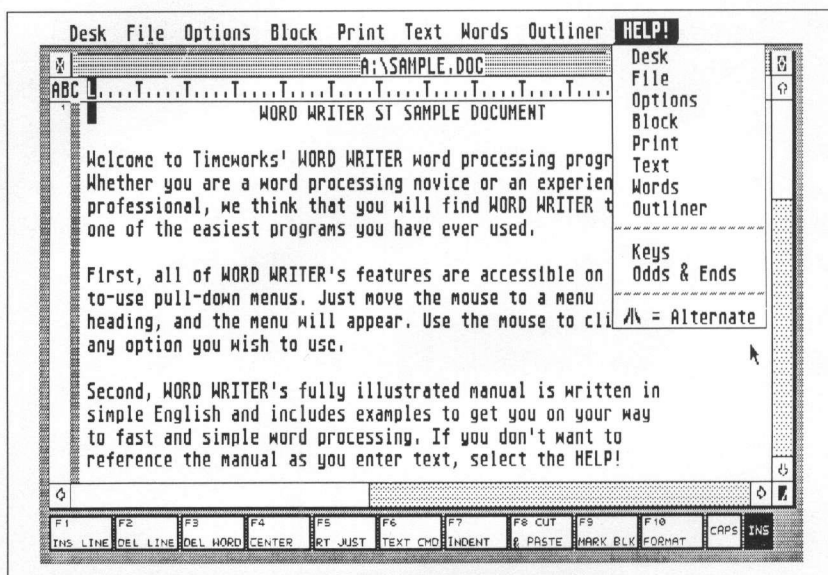 Desk File Options Block Print Text Words Outliner HELP!
A:\SAMPLE.DOC
ABC L....T....T....T....T....T....T....T....T....T....T....
1
WORD WRITER ST SAMPLE DOCUMENT
Welcome to Timeworks' WORD WRITER word processing progr
Whether you are a word processing novice or an experien
professional, we think that you will find WORD WRITER t
one of the easiest programs you have ever used.
First, all of WORD WRITER's features are accessible on
to-use pull-down menus. Just move the mouse to a menu
heading, and the menu will appear. Use the mouse to cli
any option you wish to use.
Second, WORD WRITER's fully illustrated manual is written in
simple English and includes examples to get you on your way
to fast and simple word processing. If you don't want to
reference the manual as you enter text, select the HELP!
Desk
File
Options
Block
Print
Text
Words
Outliner
Keys
Odds & Ends
= Alternate
F1 INS LINE
F2 DEL LINE
F3 DEL WORD
F4 CENTER
F5 RT JUST
F6 TEXT CMD
F7 INDENT
F8 CUT & PASTE
F9 MARK BLK
F10 FORMAT
CAPS
INS